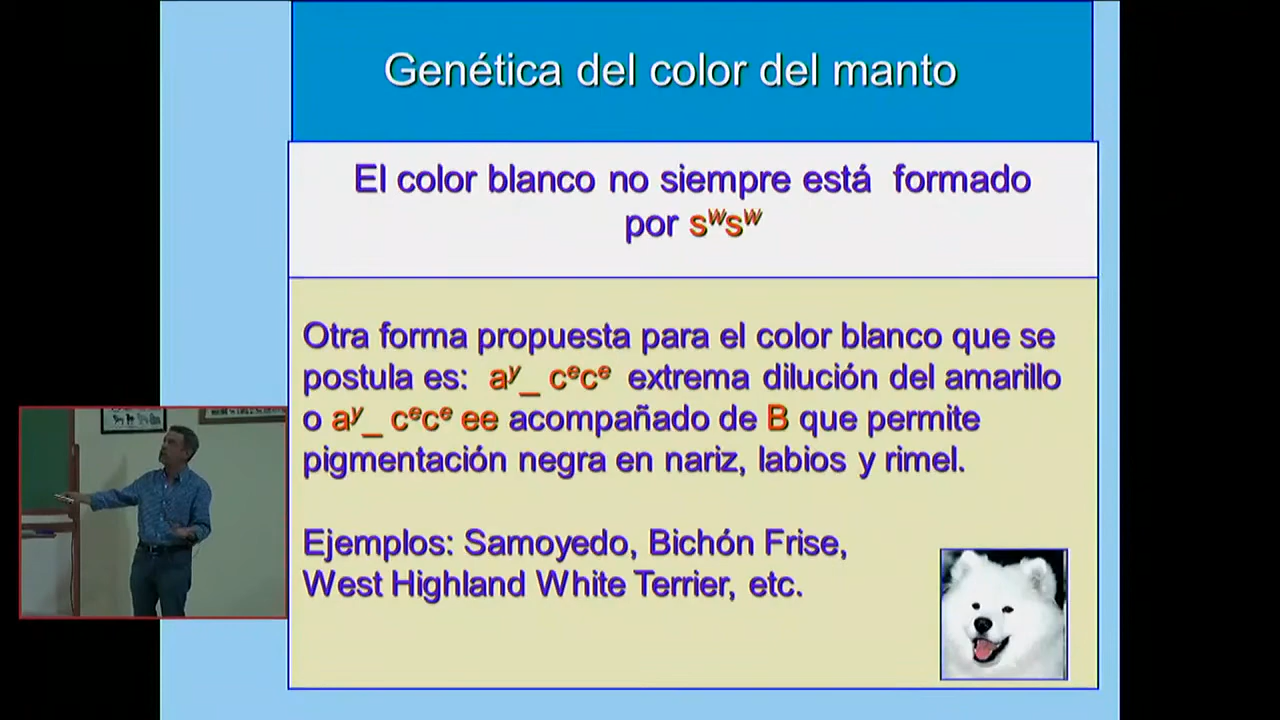 Genética del color del manto
El color blanco no siempre está formado
por sʷsʷ
Otra forma propuesta para el color blanco que se
postula es: aʸ_ cᵉcᵉ extrema dilución del amarillo
o aʸ_ cᵉcᵉ ee acompañado de B que permite
pigmentación negra en nariz, labios y rimel.
Ejemplos: Samoyedo, Bichón Frise,
West Highland White Terrier, etc.